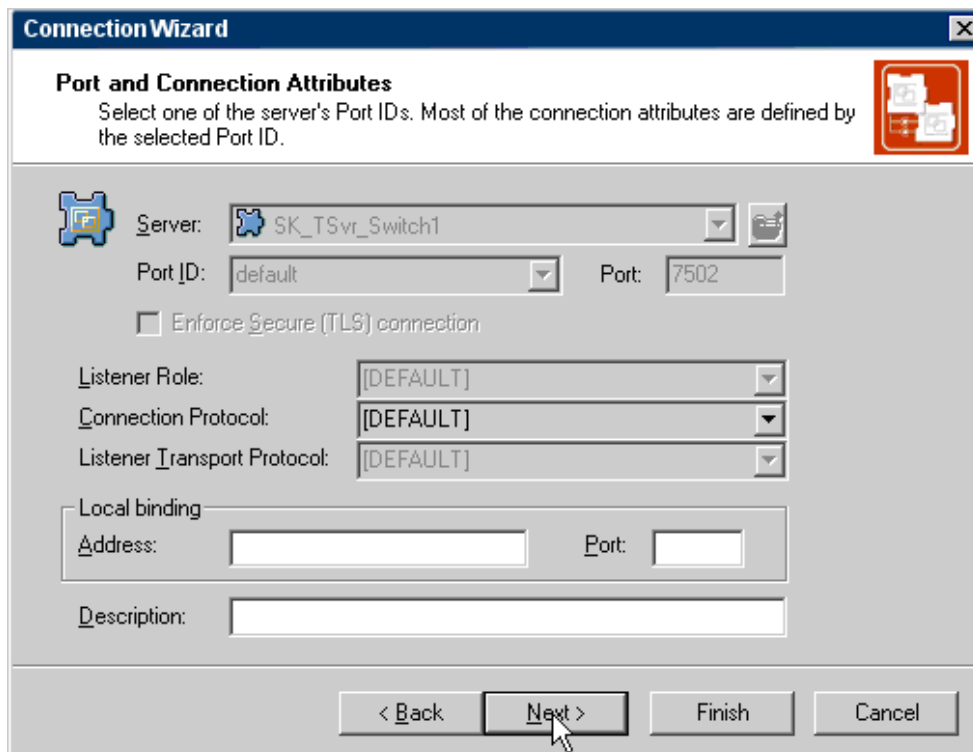 Connection Wizard
Port and Connection Attributes
Select one of the server's Port IDs. Most of the connection attributes are defined by
the selected Port ID.
Server: SK_TSvr_Switch1
Port ID: default Port: 7502
Enforce Secure (TLS) connection
Listener Role: [DEFAULT]
Connection Protocol: [DEFAULT]
Listener Transport Protocol: [DEFAULT]
Local binding
Address: Port:
Description:
< Back Next > Finish Cancel